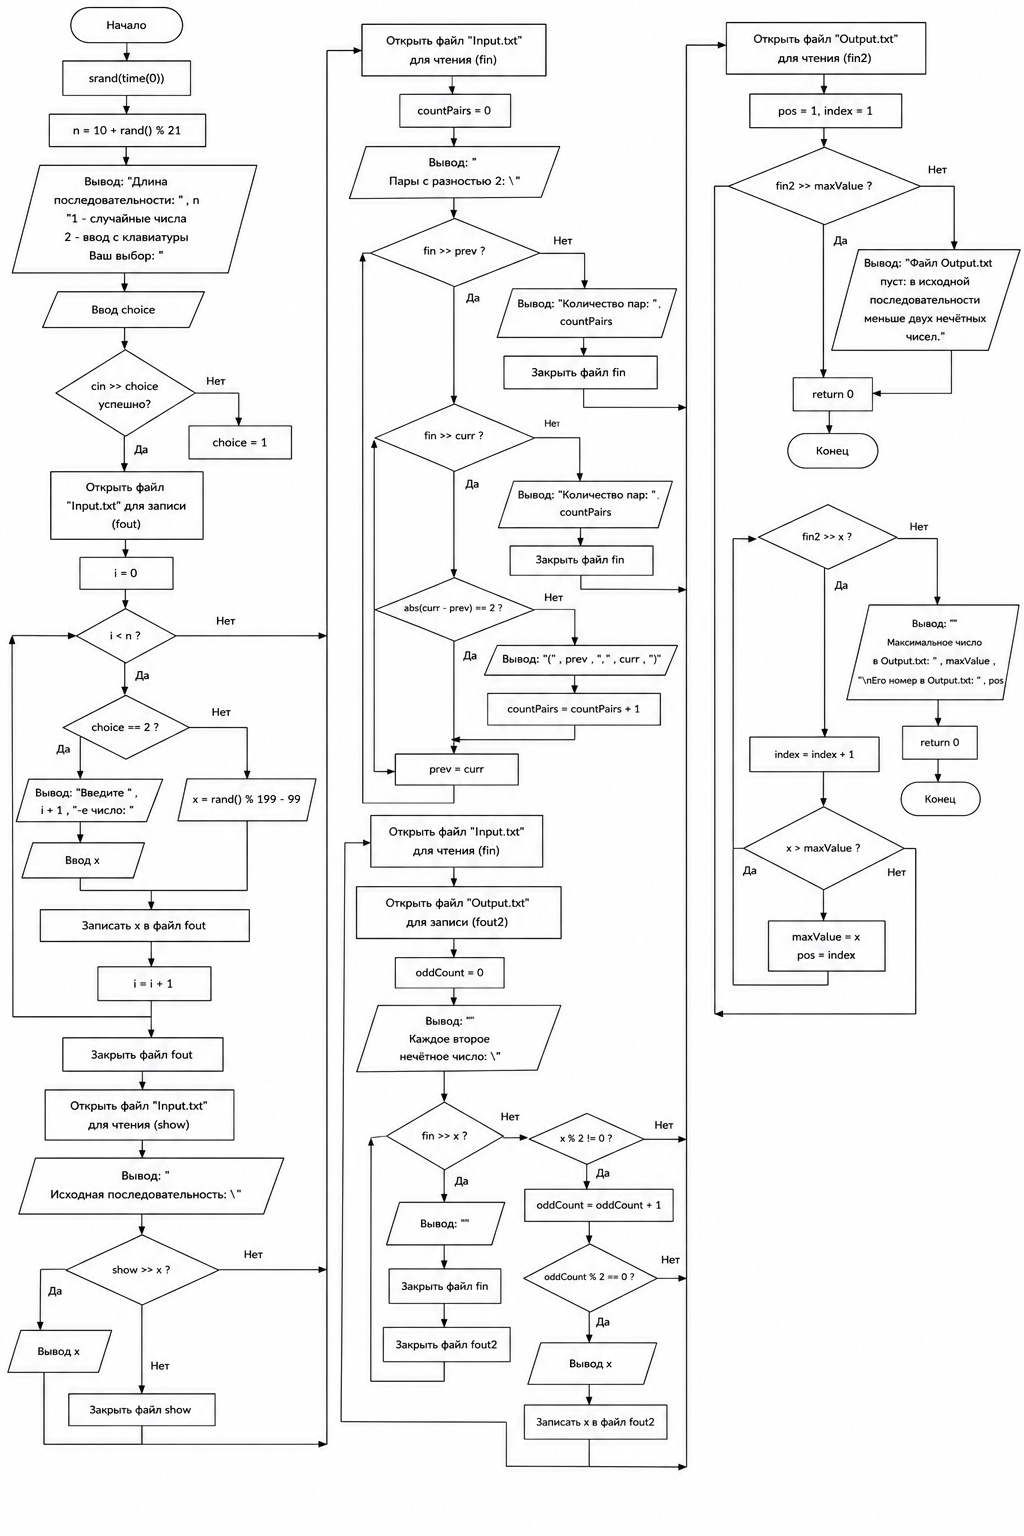 Начало
srand(time(0))
n = 10 + rand() % 21
Вывод: "Длина
последовательности: " , n
"1 - случайные числа
2 - ввод с клавиатуры
Ваш выбор: "
Ввод choice
cin >> choice
успешно?
Нет
choice = 1
Да
Открыть файл
"Input.txt" для записи
(fout)
i = 0
i < n ?
Нет
Да
choice == 2 ?
Нет
Да
Вывод: "Введите " ,
i + 1 , "-е число: "
x = rand() % 199 - 99
Ввод x
Записать x в файл fout
i = i + 1
Закрыть файл fout
Открыть файл "Input.txt"
для чтения (show)
Вывод: "
Исходная последовательность: \ "
show >> x ?
Нет
Да
Вывод x
Нет
Закрыть файл show
Открыть файл "Input.txt"
для чтения (fin)
countPairs = 0
Вывод: "
Пары с разностью 2: \ "
fin >> prev ?
Нет
Да
Вывод: "Количество пар: ",
countPairs
Закрыть файл fin
fin >> curr ?
Нет
Да
Вывод: "Количество пар: ",
countPairs
Закрыть файл fin
abs(curr - prev) == 2 ?
Нет
Да
Вывод: "(" , prev , "," , curr , ")"
countPairs = countPairs + 1
prev = curr
Открыть файл "Input.txt"
для чтения (fin)
Открыть файл "Output.txt"
для записи (fout2)
oddCount = 0
Вывод: ""
Каждое второе
нечётное число: \"
fin >> x ?
Нет
Да
Вывод: ""
Закрыть файл fin
Закрыть файл fout2
x % 2 != 0 ?
Нет
Да
oddCount = oddCount + 1
oddCount % 2 == 0 ?
Нет
Да
Вывод x
Записать x в файл fout2
Открыть файл "Output.txt"
для чтения (fin2)
pos = 1, index = 1
fin2 >> maxValue ?
Нет
Да
Вывод: "Файл Output.txt
пуст: в исходной
последовательности
меньше двух нечётных
чисел."
return 0
Конец
fin2 >> x ?
Нет
Да
Вывод: ""
Максимальное число
в Output.txt: " , maxValue ,
"\nЕго номер в Output.txt: " , pos
return 0
Конец
index = index + 1
x > maxValue ?
Да
Нет
maxValue = x
pos = index